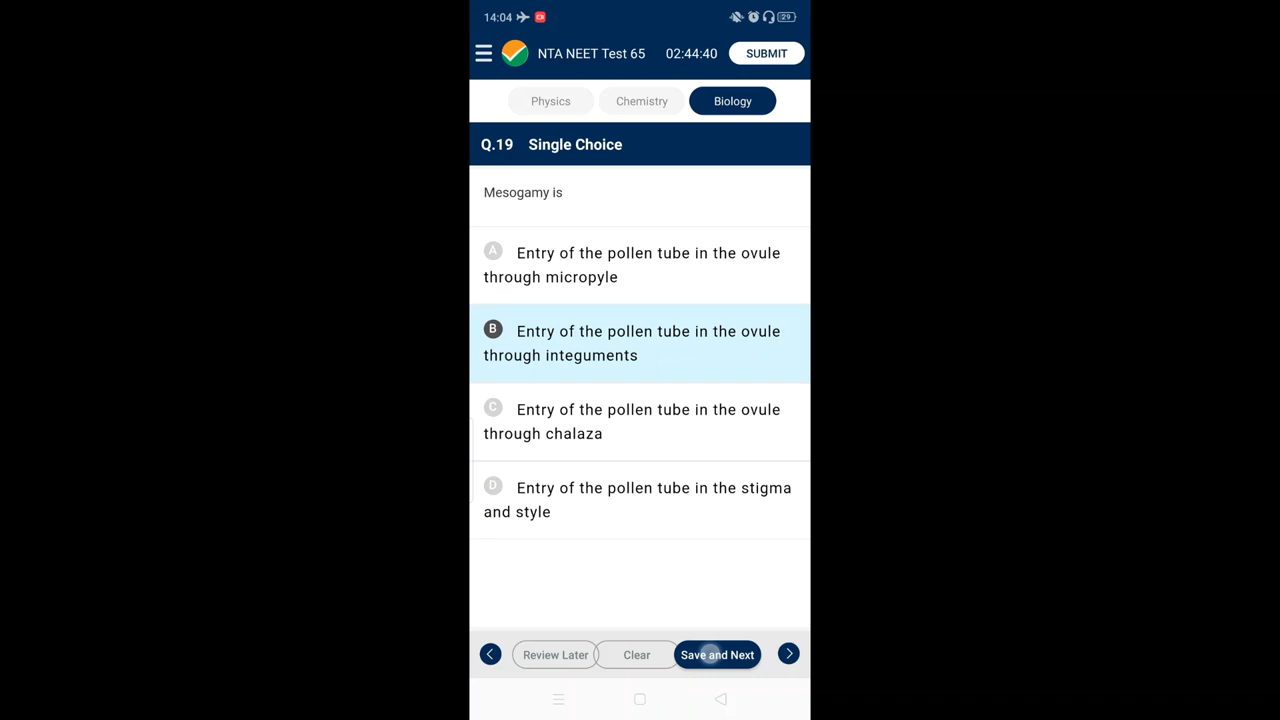 14:04 29
NTA NEET Test 65 02:44:40 SUBMIT
Physics Chemistry Biology
Q.19 Single Choice
Mesogamy is
A Entry of the pollen tube in the ovule
through micropyle
B Entry of the pollen tube in the ovule
through integuments
C Entry of the pollen tube in the ovule
through chalaza
D Entry of the pollen tube in the stigma
and style
Review Later Clear Save and Next